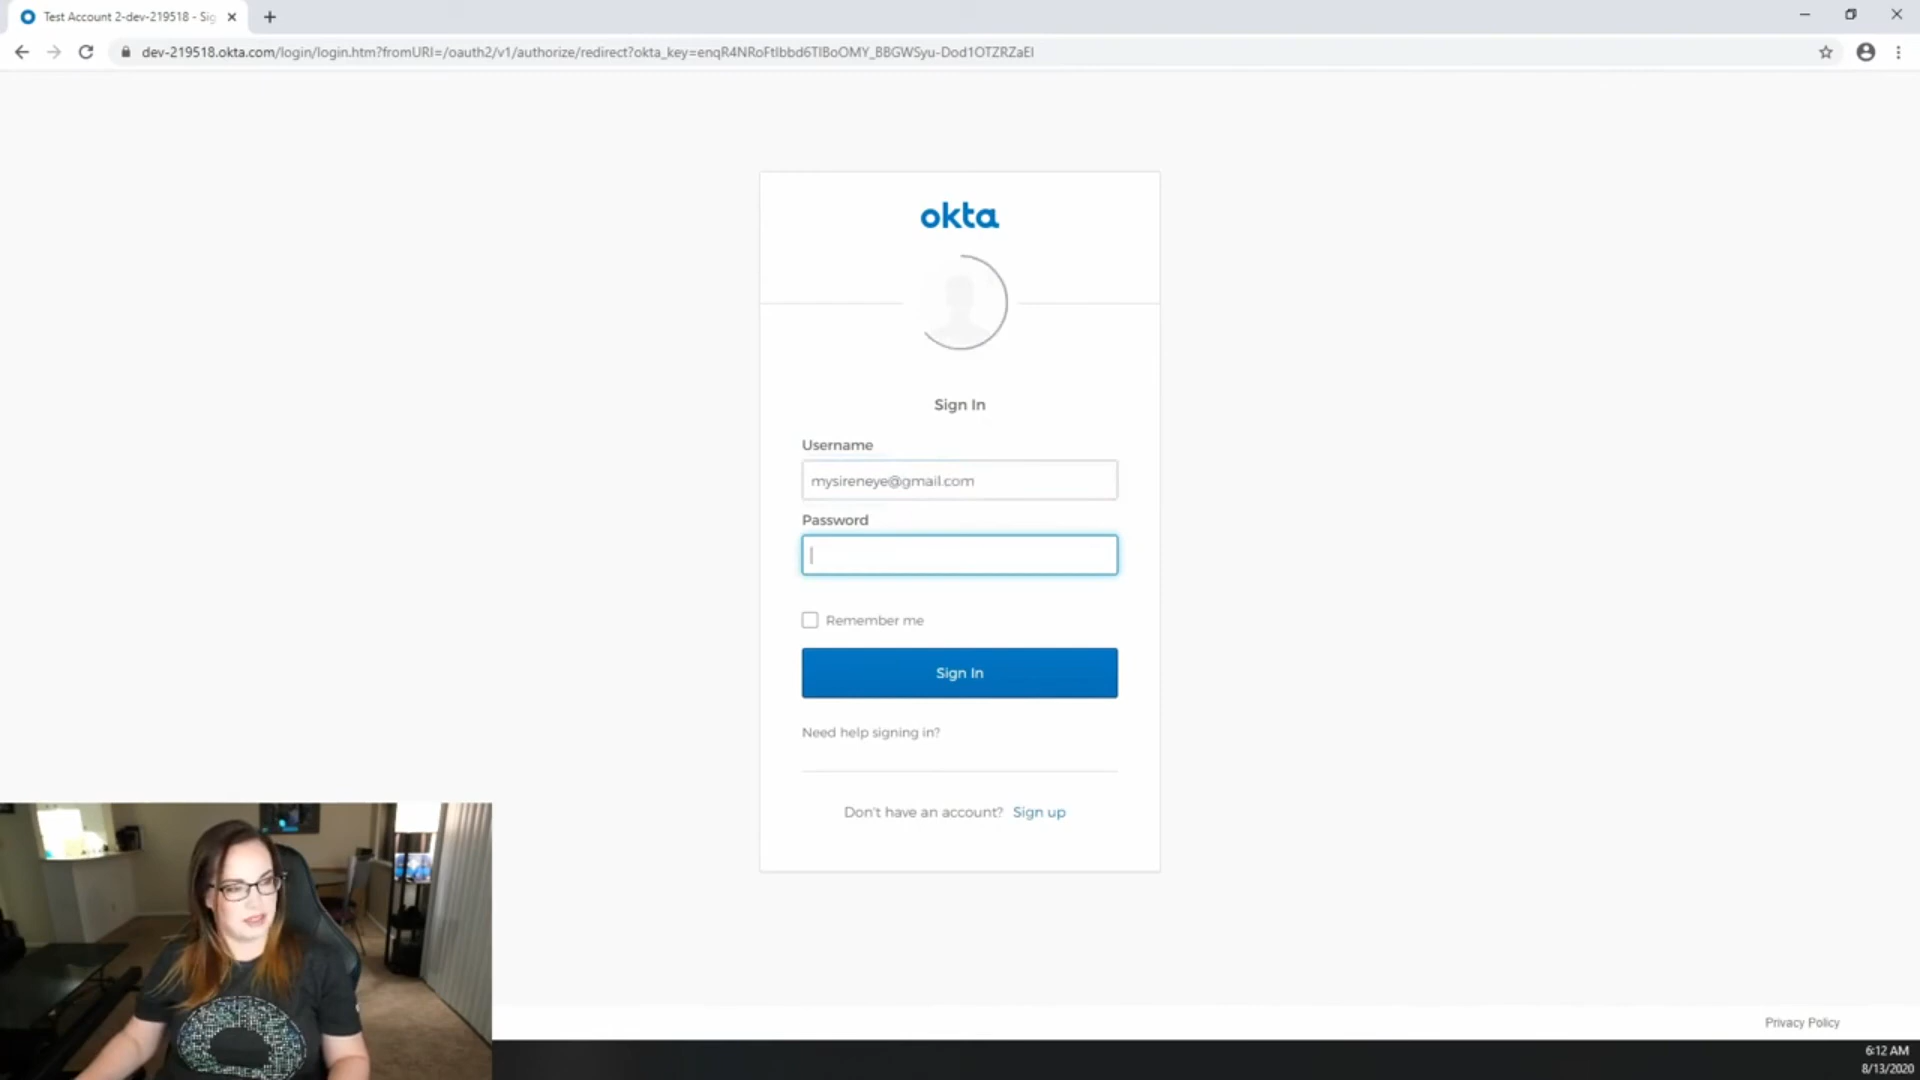 Test Account 2-dev-219518 - Sig
dev-219518.okta.com/login/login.htm?fromURI=/oauth2/v1/authorize/redirect?okta_key=enqR4NRoFtIbbd6TIBoOMY_BBGWSyu-Dod1OTZRZaEI
okta
Sign In
Username
mysireneye@gmail.com
Password
Remember me
Sign In
Need help signing in?
Don't have an account? Sign up
Privacy Policy
6:12 AM
8/13/2020